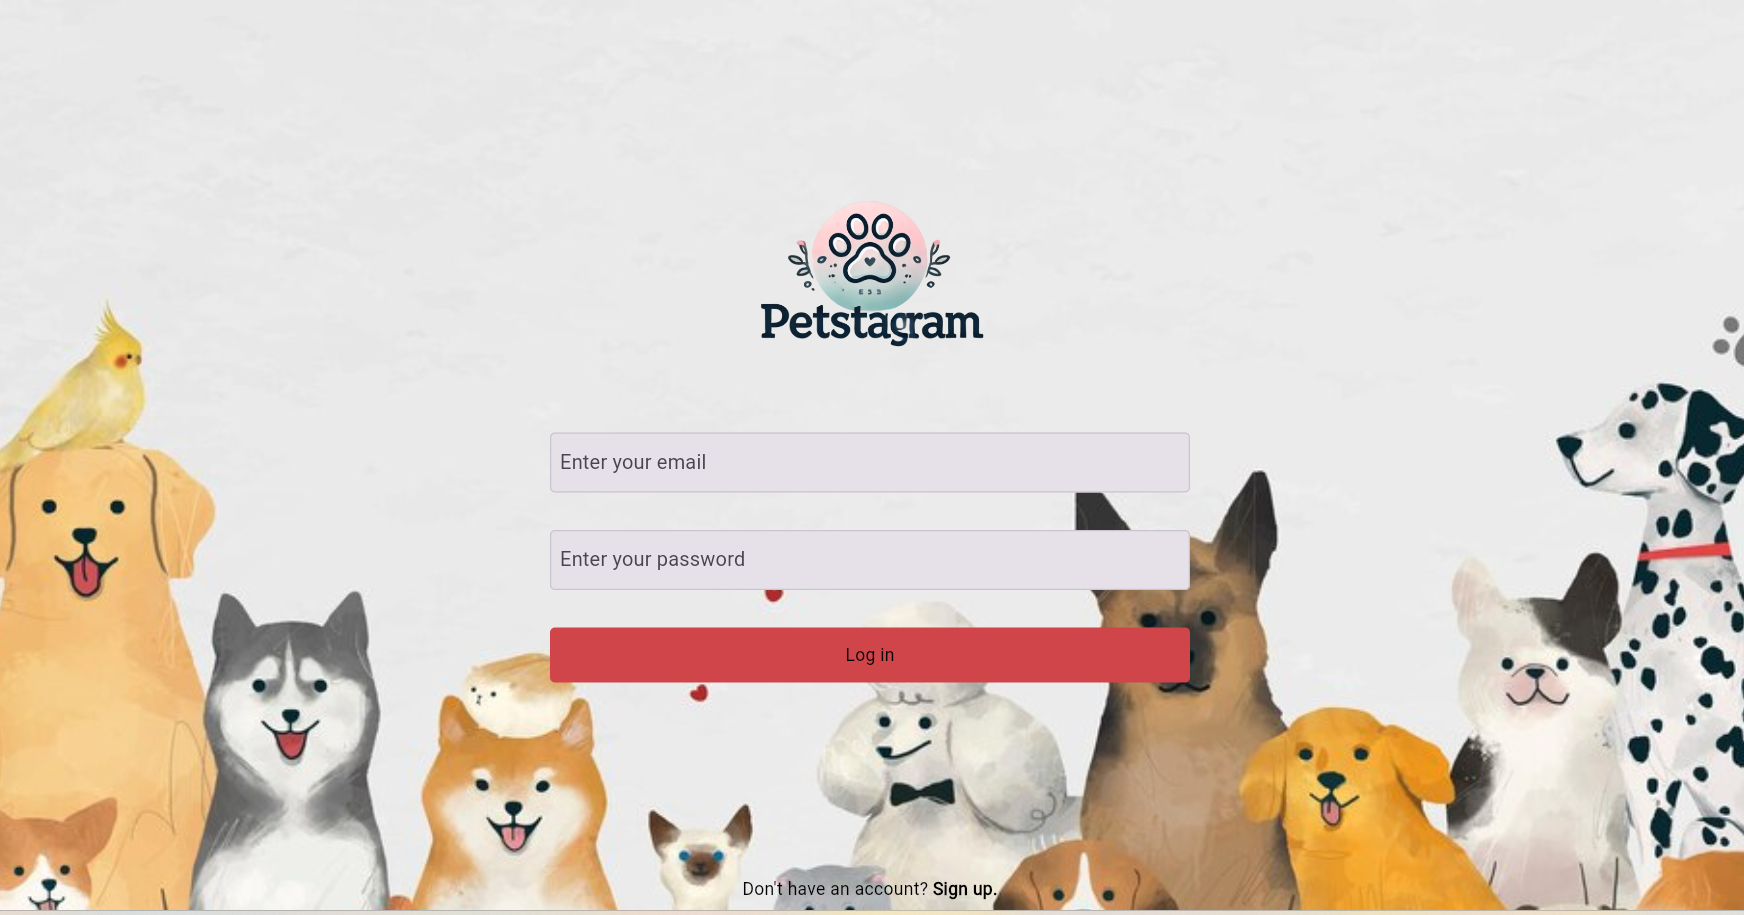 Petstagram
Enter your email
Enter your password
Log in
Don't have an account? Sign up.